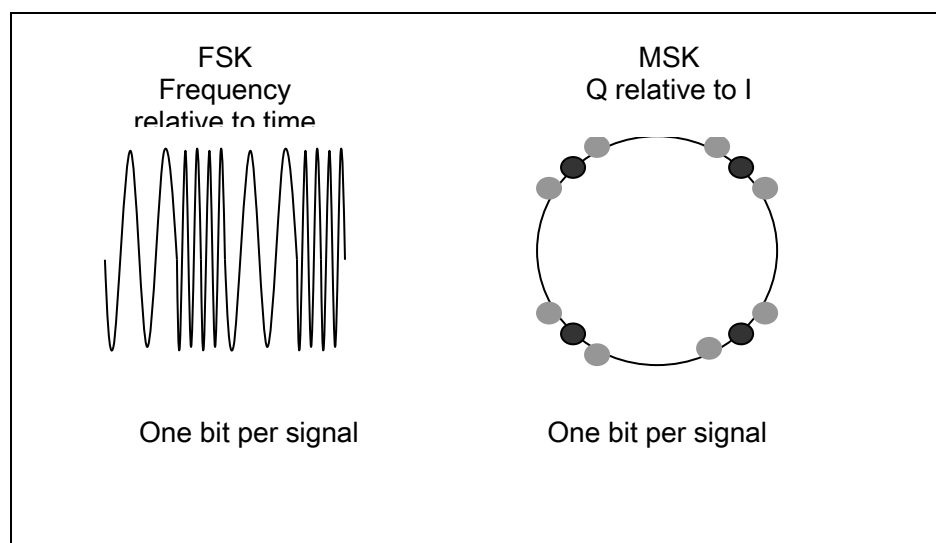 FSK
Frequency
relative to time
MSK
Q relative to I
One bit per signal
One bit per signal